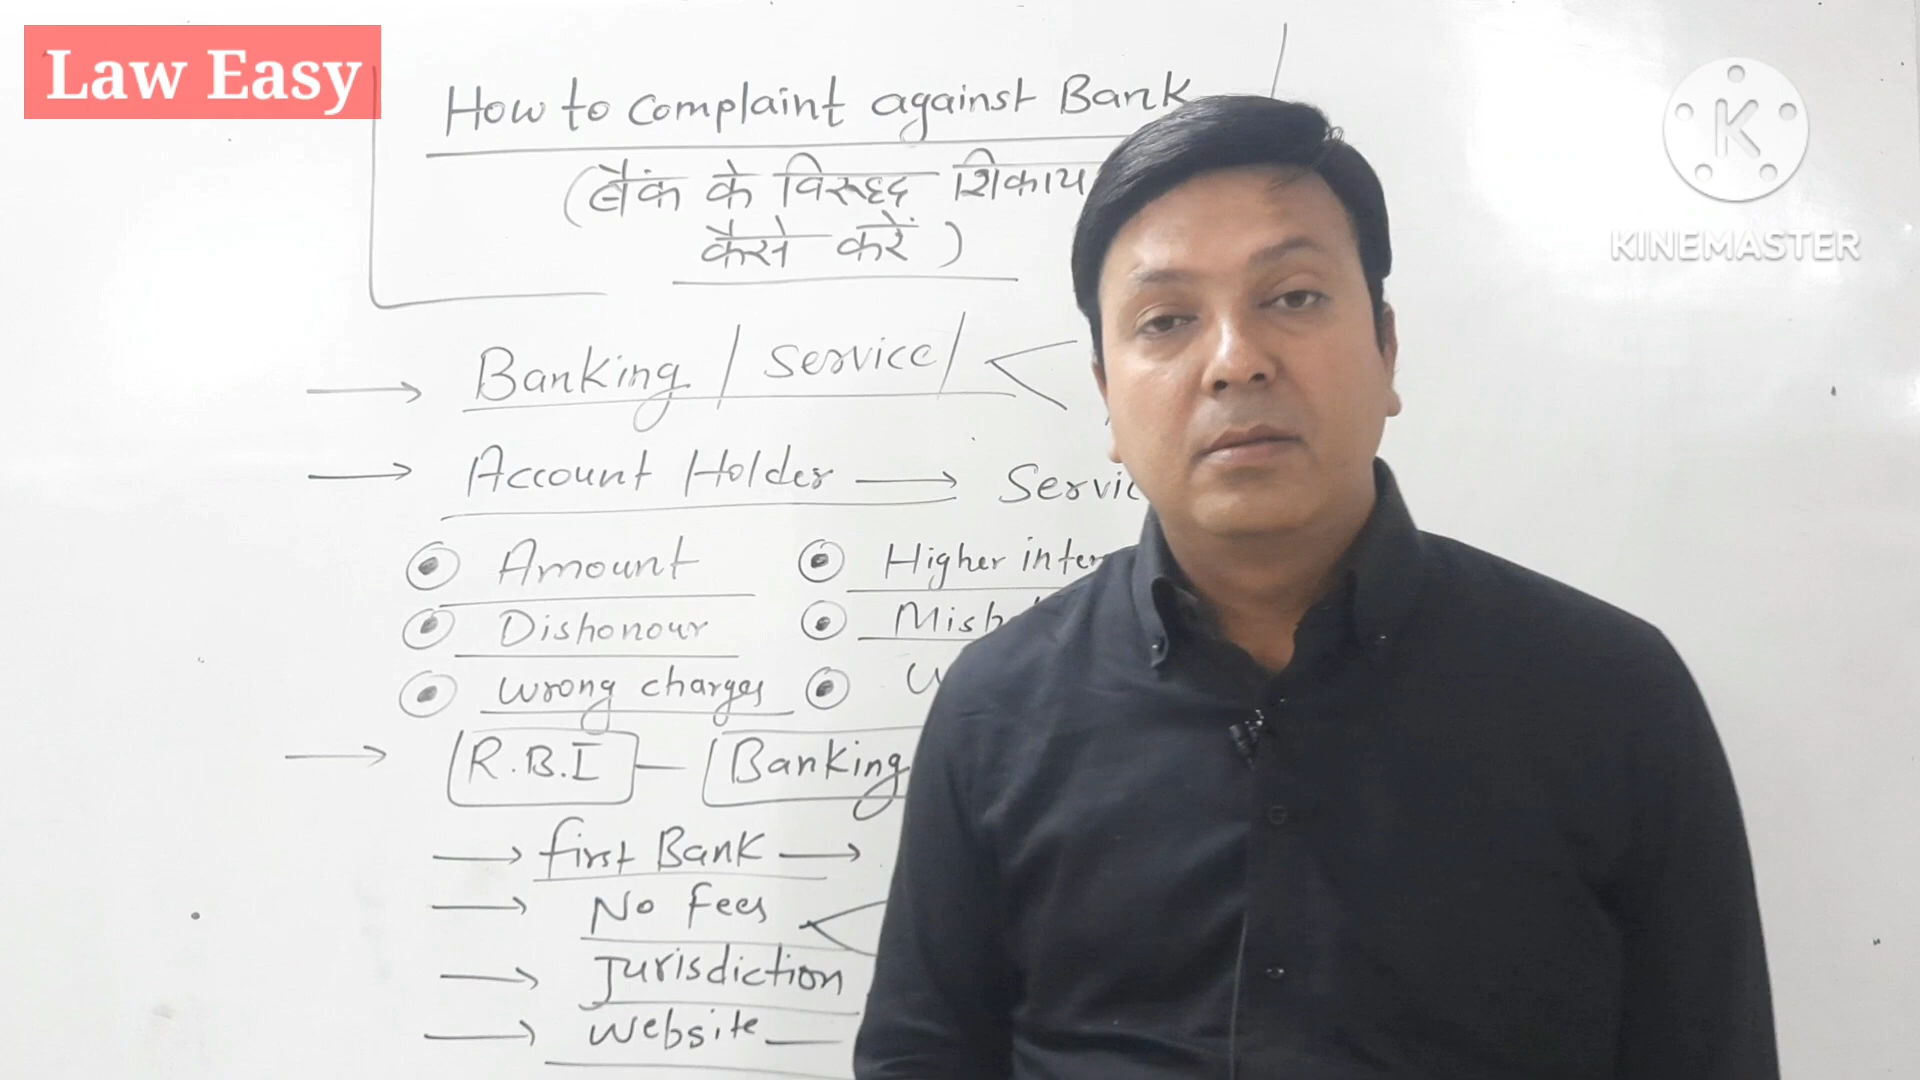 Law Easy
How to complaint against Bank
(बैंक के विरूद्द शिकाय
कैसे करें)
K
KINEMASTER
Banking / Service /
Account Holder → Servic
Amount
Higher inter
Dishonour
Misb
Wrong charges
R.B.I - Banking
first Bank →
No fees
Jurisdiction
Website